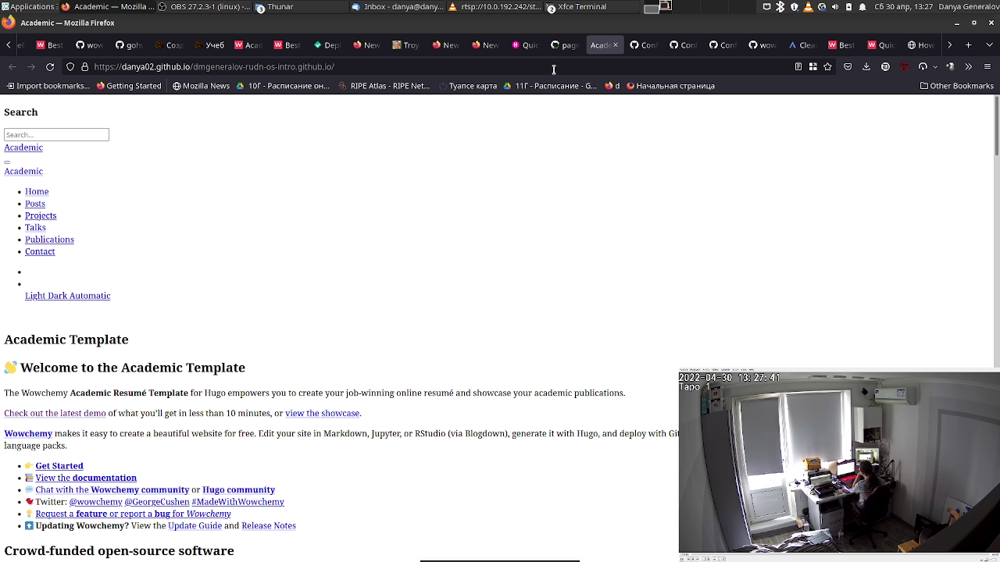 Applications
Academic — Mozilla F...
OBS 27.2.3-1 (linux) -...
3
Thunar
Inbox - danya@dany...
rtsp://10.0.192.242/st...
2
Xfce Terminal
Сб 30 апр, 13:27
Danya Generalov
Academic — Mozilla Firefox
Best
wow
gohu
Созд
Учеб
Acad
Best
Depl
New
Troy
New
New
Quic
page
Acade
Conf
Conf
Conf
wow
Clear
Best
Quic
How
https://danya02.github.io/dmgeneralov-rudn-os-intro.github.io/
Import bookmarks...
Getting Started
Mozilla News
10Г - Расписание - On...
RIPE Atlas - RIPE Net...
Туапсе карта
11Г - Расписание - G...
d
Начальная страница
Other Bookmarks
Search
Search...
Academic
Academic
Home
Posts
Projects
Talks
Publications
Contact
Light Dark Automatic
Academic Template
Welcome to the Academic Template
The Wowchemy Academic Resumé Template for Hugo empowers you to create your job-winning online resumé and showcase your academic publications.
Check out the latest demo of what you’ll get in less than 10 minutes, or view the showcase.
Wowchemy makes it easy to create a beautiful website for free. Edit your site in Markdown, Jupyter, or RStudio (via Blogdown), generate it with Hugo, and deploy with Git
language packs.
Get Started
View the documentation
Chat with the Wowchemy community or Hugo community
Twitter: @wowchemy @GeorgeCushen #MadeWithWowchemy
Request a feature or report a bug for Wowchemy
Updating Wowchemy? View the Update Guide and Release Notes
Crowd-funded open-source software
2022-04-30 13:27:41
Tapo 1